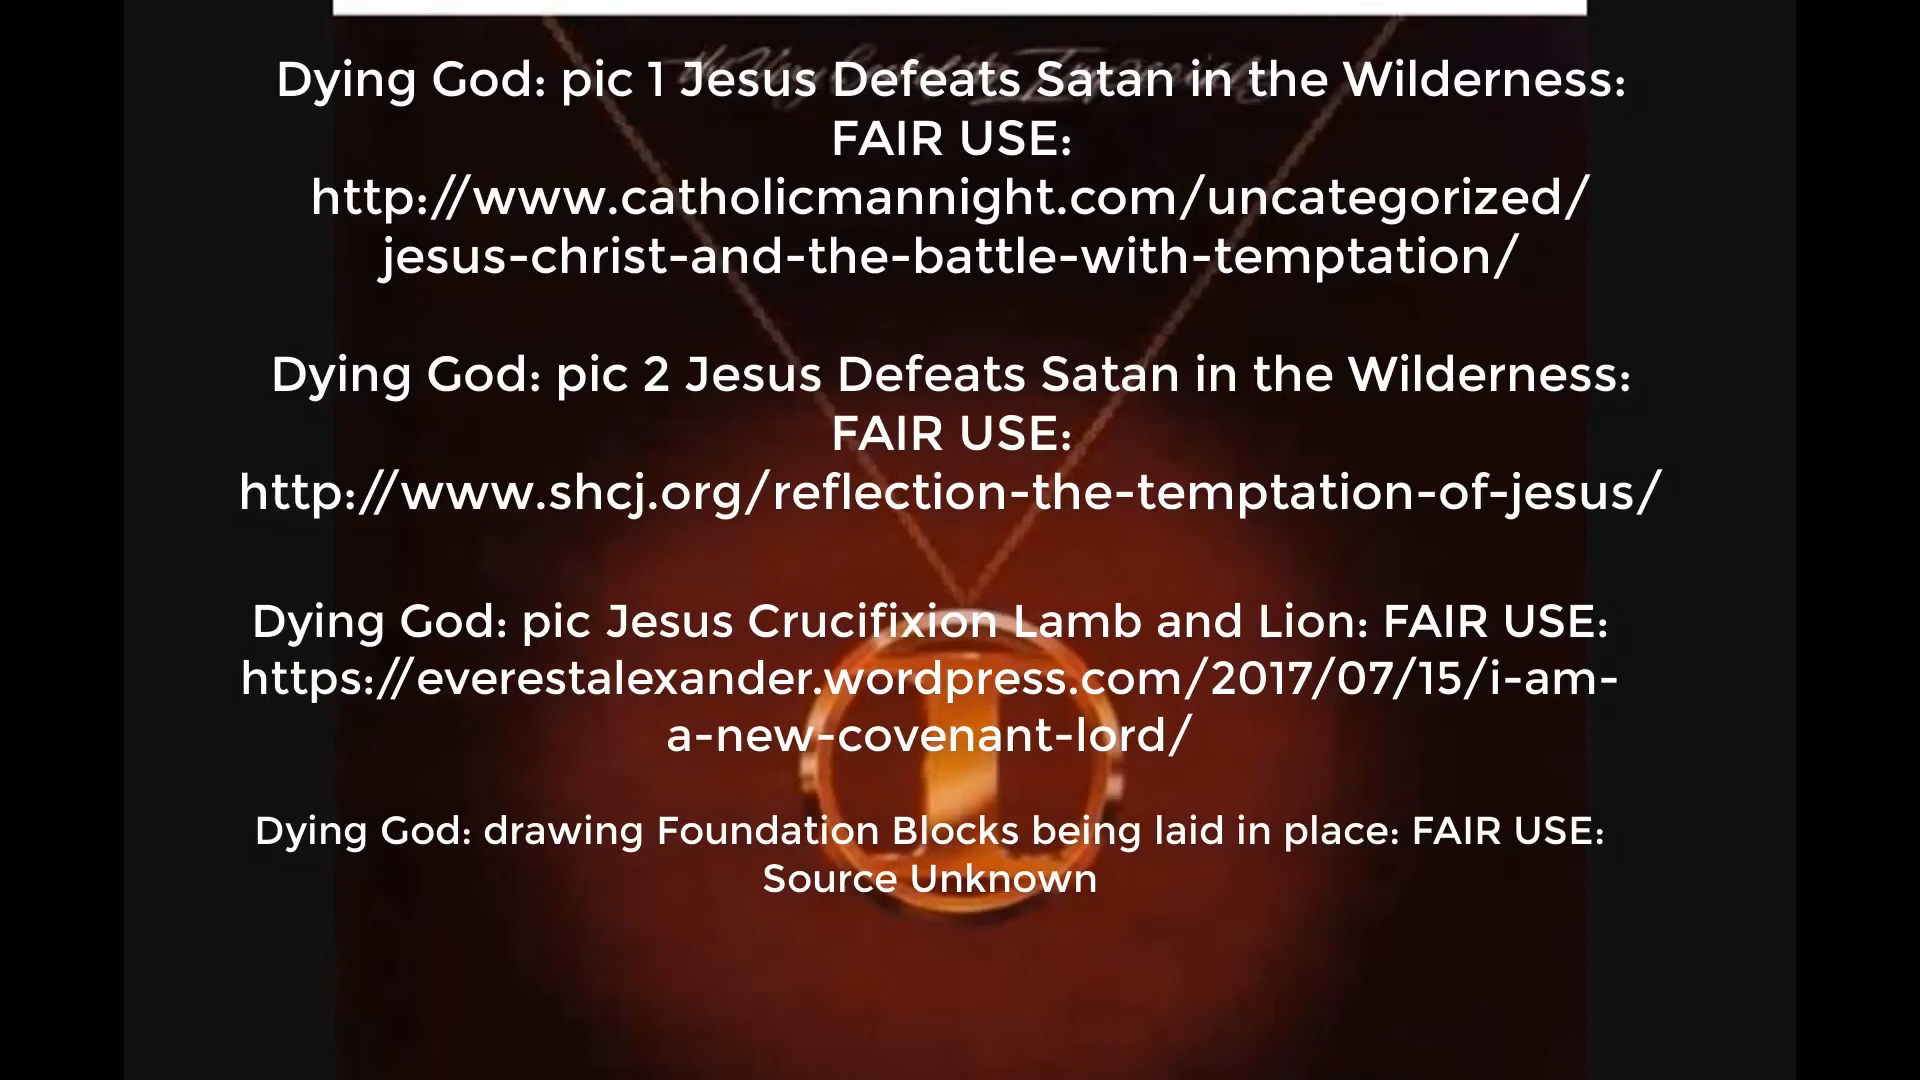 Dying God: pic 1 Jesus Defeats Satan in the Wilderness:
FAIR USE:
http://www.catholicmannight.com/uncategorized/
jesus-christ-and-the-battle-with-temptation/
Dying God: pic 2 Jesus Defeats Satan in the Wilderness:
FAIR USE:
http://www.shcj.org/reflection-the-temptation-of-jesus/
Dying God: pic Jesus Crucifixion Lamb and Lion: FAIR USE:
https://everestalexander.wordpress.com/2017/07/15/i-am-
a-new-covenant-lord/
Dying God: drawing Foundation Blocks being laid in place: FAIR USE:
Source Unknown